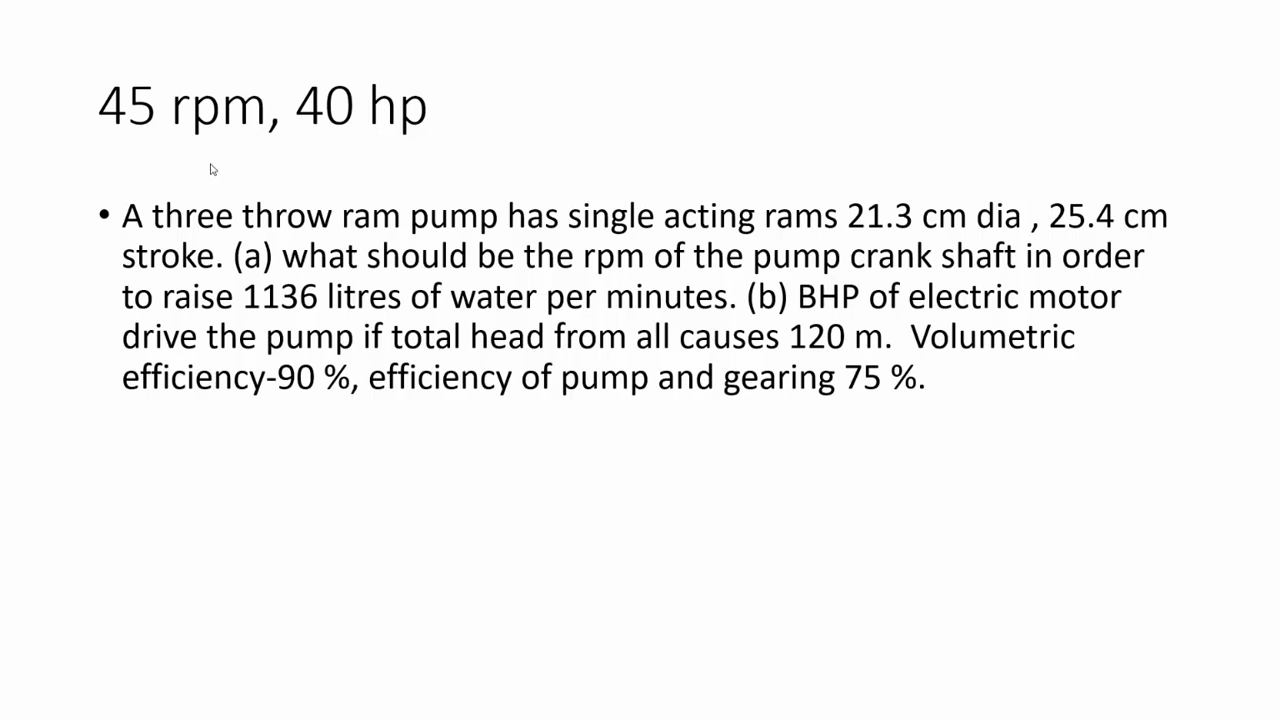 45 rpm, 40 hp
• A three throw ram pump has single acting rams 21.3 cm dia , 25.4 cm
stroke. (a) what should be the rpm of the pump crank shaft in order
to raise 1136 litres of water per minutes. (b) BHP of electric motor
drive the pump if total head from all causes 120 m.  Volumetric
efficiency-90 %, efficiency of pump and gearing 75 %.